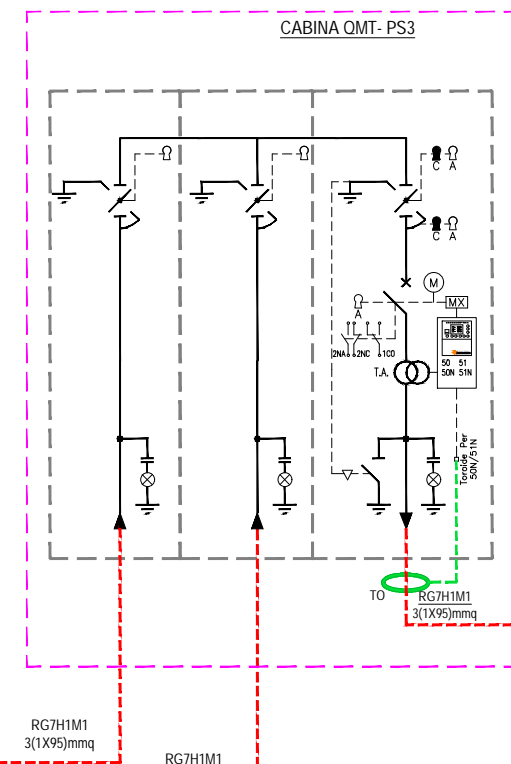 CABINA QMT- PS3
C A
C A
M
MX
A
2NA 2NC 1CO
T.A.
50 51
50N 51N
Toroide Per
50N/51N
TO
RG7H1M1
3(1X95)mmq
RG7H1M1
3(1X95)mmq
RG7H1M1